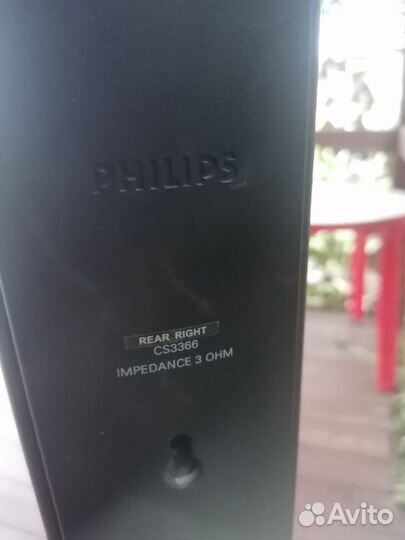 PHILIPS
REAR RIGHT
CS3366
IMPEDANCE 3 OHM
Avito